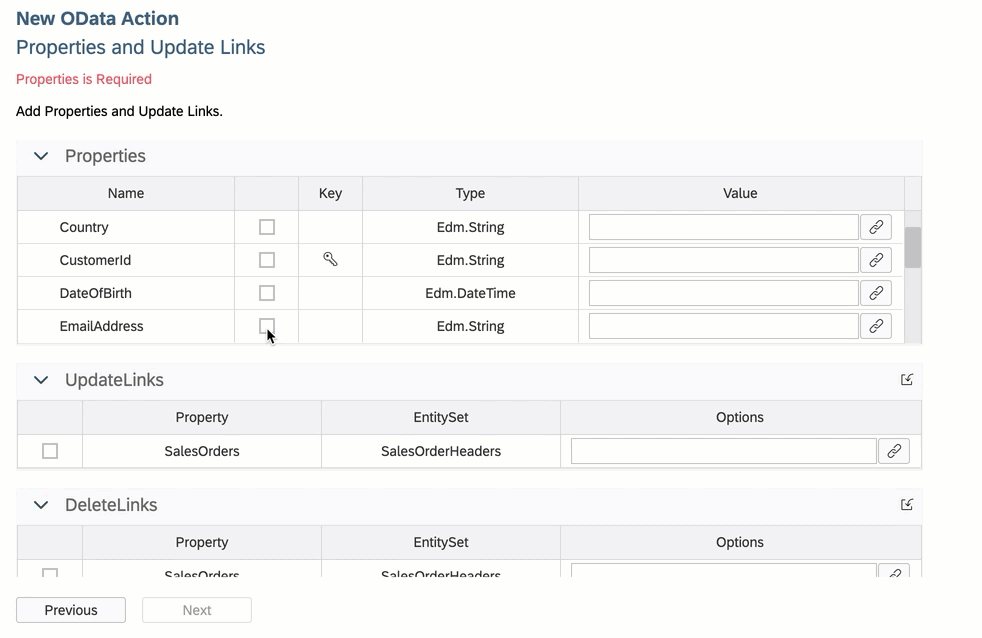 New OData Action
Properties and Update Links
Properties is Required
Add Properties and Update Links.
Properties
Name Key Type Value
Country Edm.String
CustomerId Edm.String
DateOfBirth Edm.DateTime
EmailAddress Edm.String
UpdateLinks
Property EntitySet Options
SalesOrders SalesOrderHeaders
DeleteLinks
Property EntitySet Options
SalesOrders SalesOrderHeaders
Previous Next